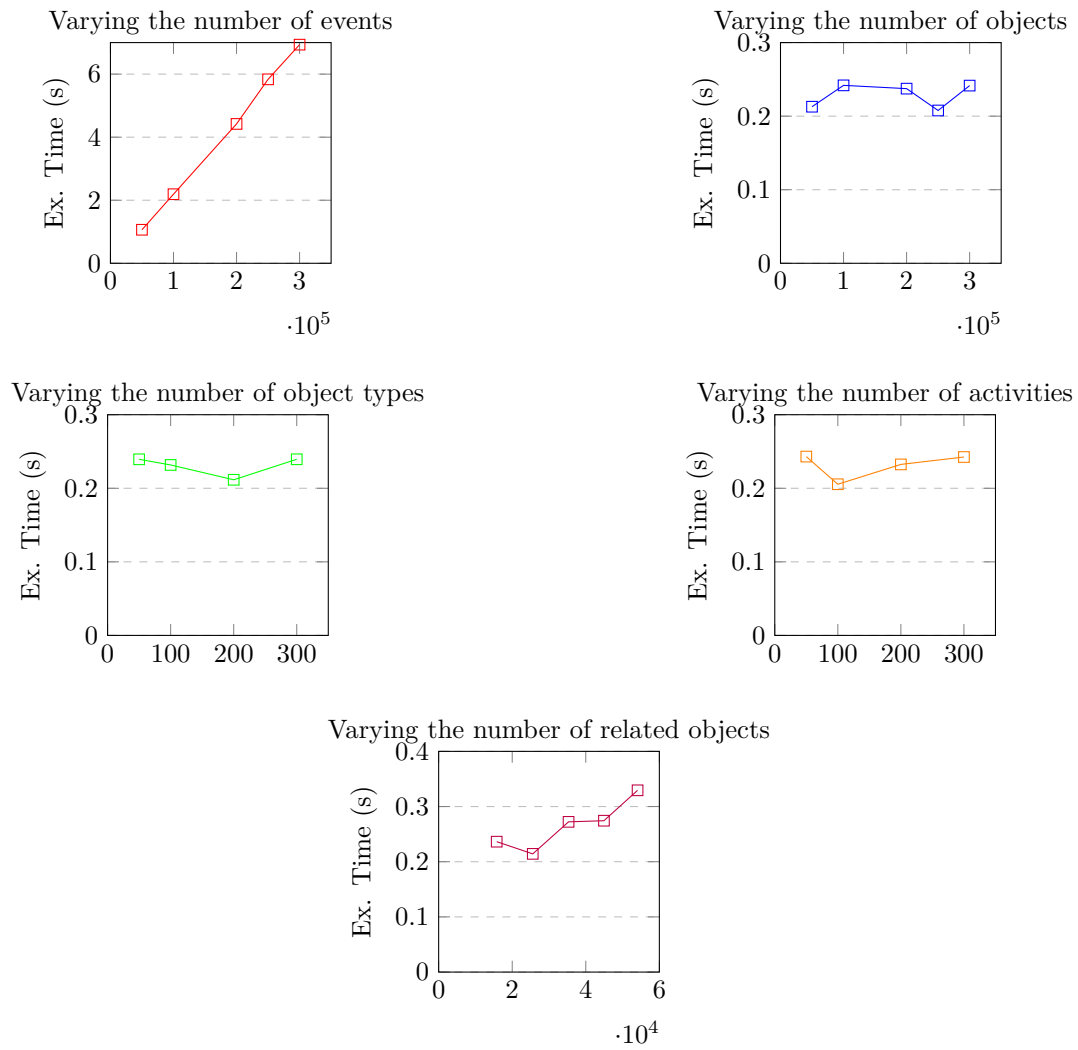 Varying the number of events
Ex. Time (s)
6
4
2
0
0 1 2 3
·10^5
Varying the number of objects
Ex. Time (s)
0.3
0.2
0.1
0
0 1 2 3
·10^5
Varying the number of object types
Ex. Time (s)
0.3
0.2
0.1
0
0 100 200 300
Varying the number of activities
Ex. Time (s)
0.3
0.2
0.1
0
0 100 200 300
Varying the number of related objects
Ex. Time (s)
0.4
0.3
0.2
0.1
0
0 2 4 6
·10^4